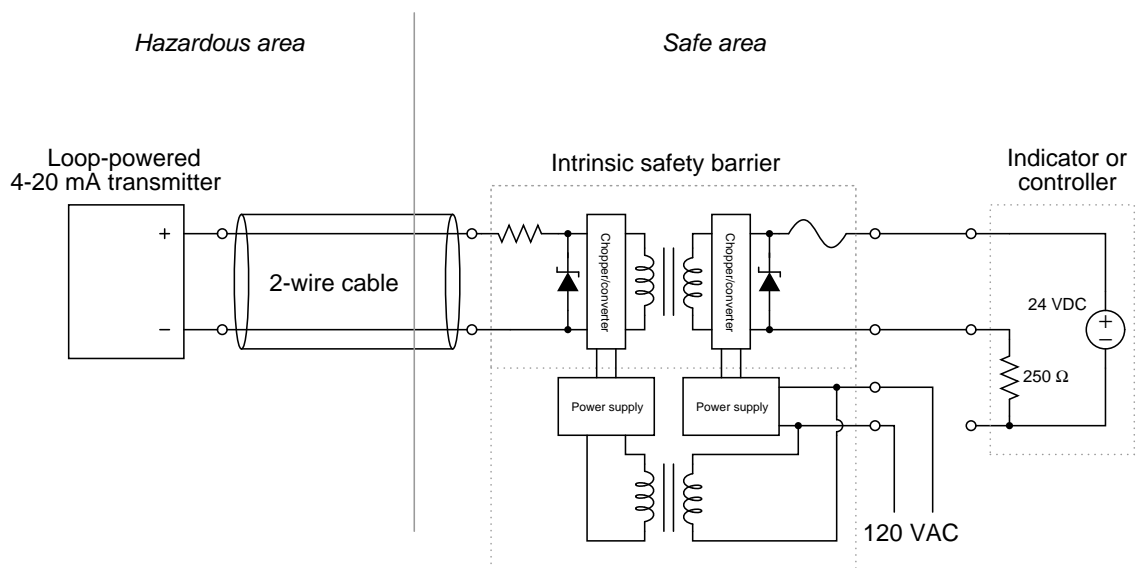 Hazardous area
Safe area
Loop-powered
4-20 mA transmitter
Intrinsic safety barrier
Indicator or
controller
+
−
2-wire cable
Chopper/converter
Chopper/converter
24 VDC
+
−
250 Ω
Power supply
Power supply
120 VAC